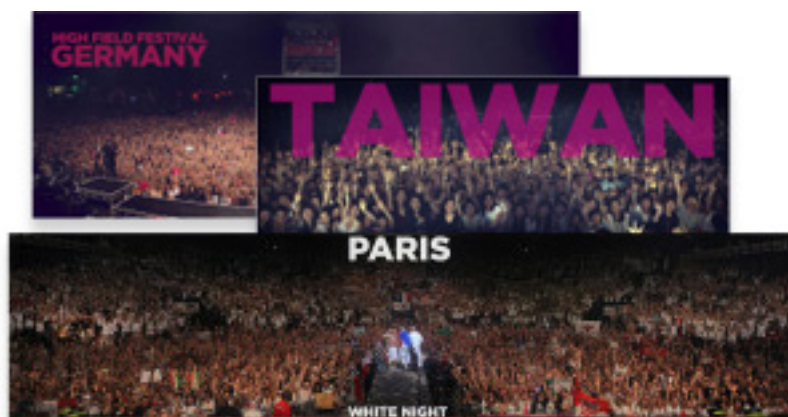 HIGH FIELD FESTIVAL
GERMANY
TAIWAN
PARIS
WHITE NIGHT